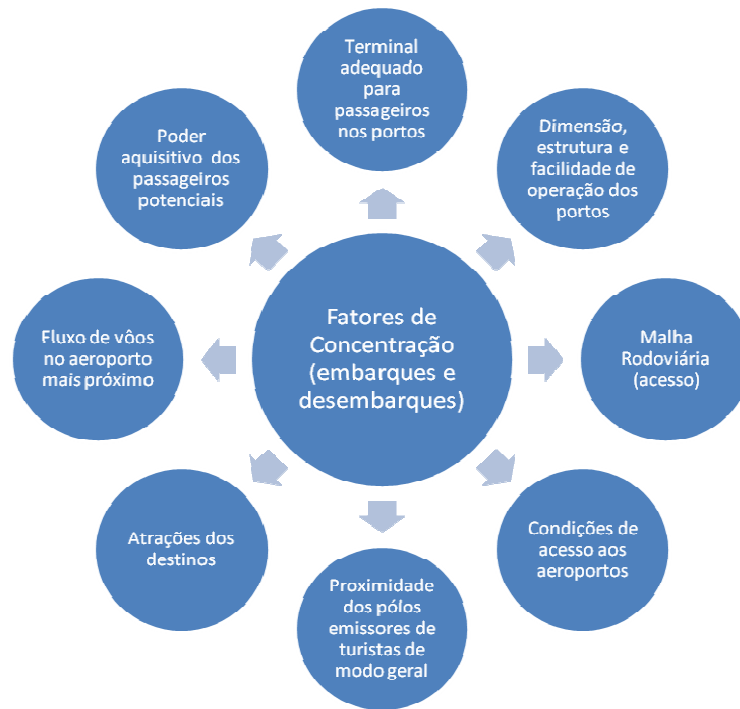 Terminal
adequado
para
passageiros
nos portos
Dimensão,
estrutura e
facilidade de
operação dos
portos
Malha
Rodoviária
(acesso)
Condições de
acesso aos
aeroportos
Proximidade
dos pólos
emissores de
turistas de
modo geral
Atrações dos
destinos
Fluxo de vôos
no aeroporto
mais próximo
Poder
aquisitivo dos
passageiros
potenciais
Fatores de
Concentração
(embarques e
desembarques)